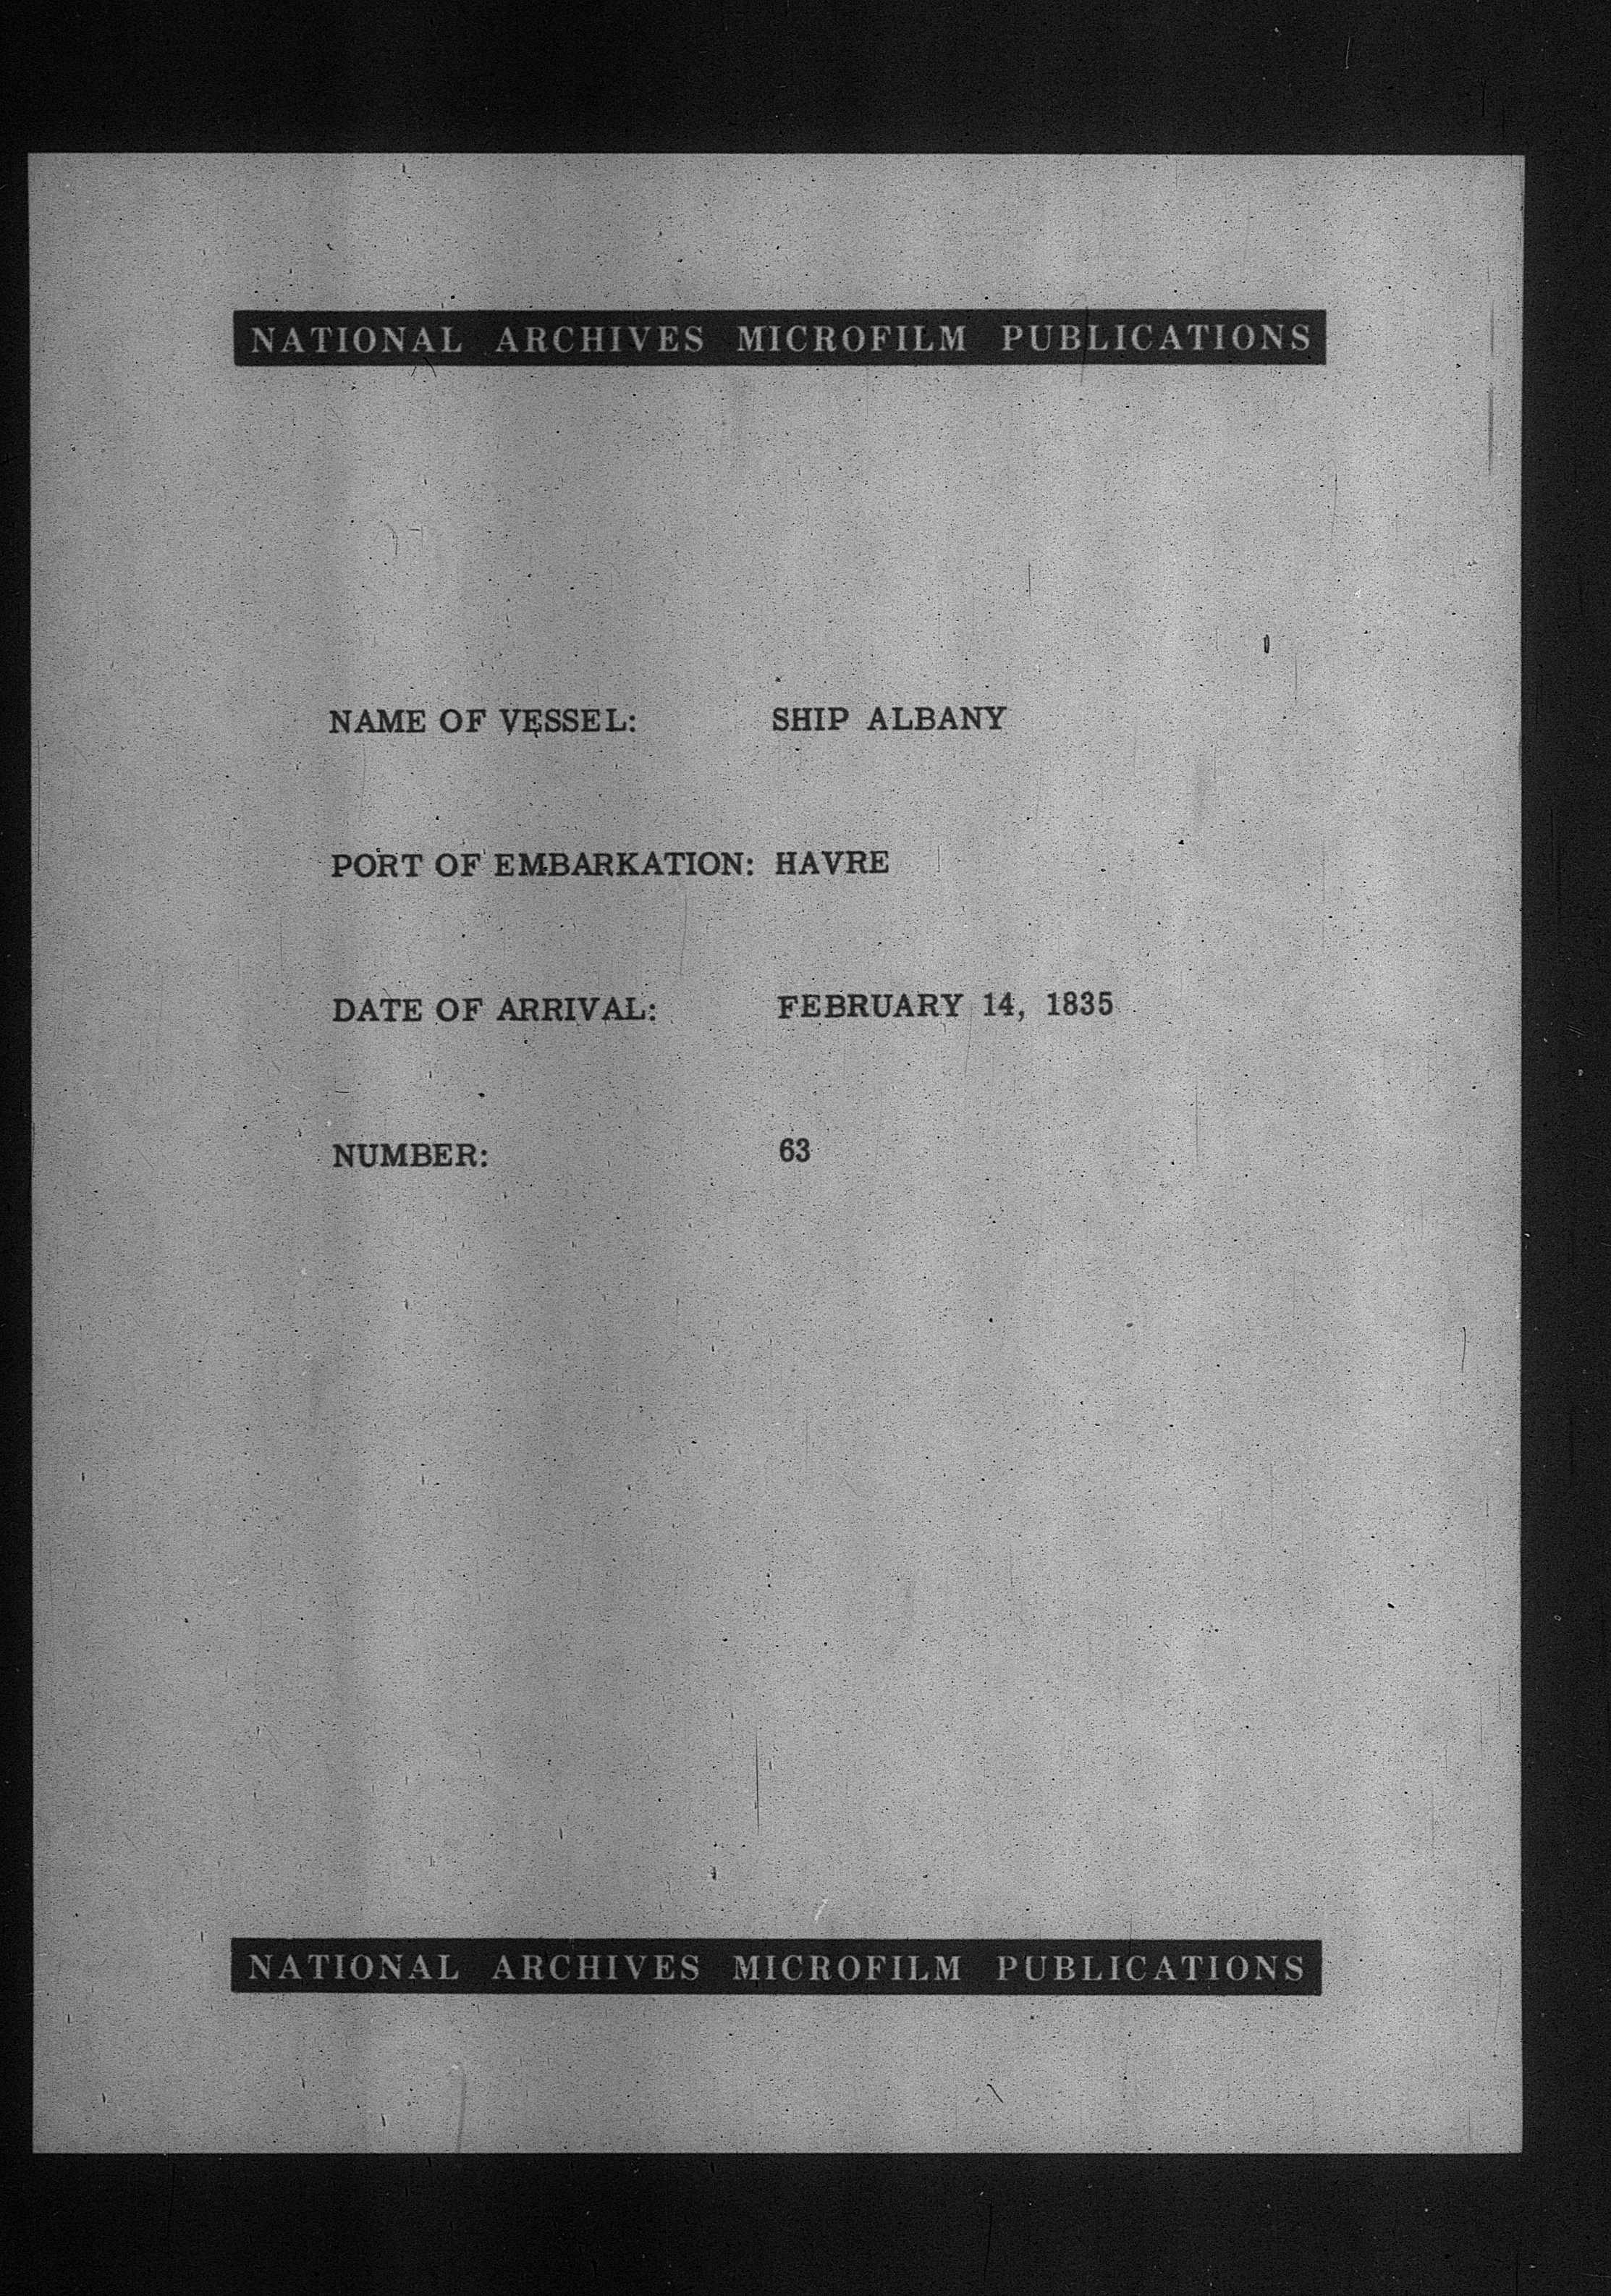 NATIONAL ARCHIVES MICROFILM PUBLICATIONS
NAME OF VESSEL: SHIP ALBANY
PORT OF EMBARKATION: HAVRE
DATE OF ARRIVAL: FEBRUARY 14, 1835
NUMBER: 63
NATIONAL ARCHIVES MICROFILM PUBLICATIONS